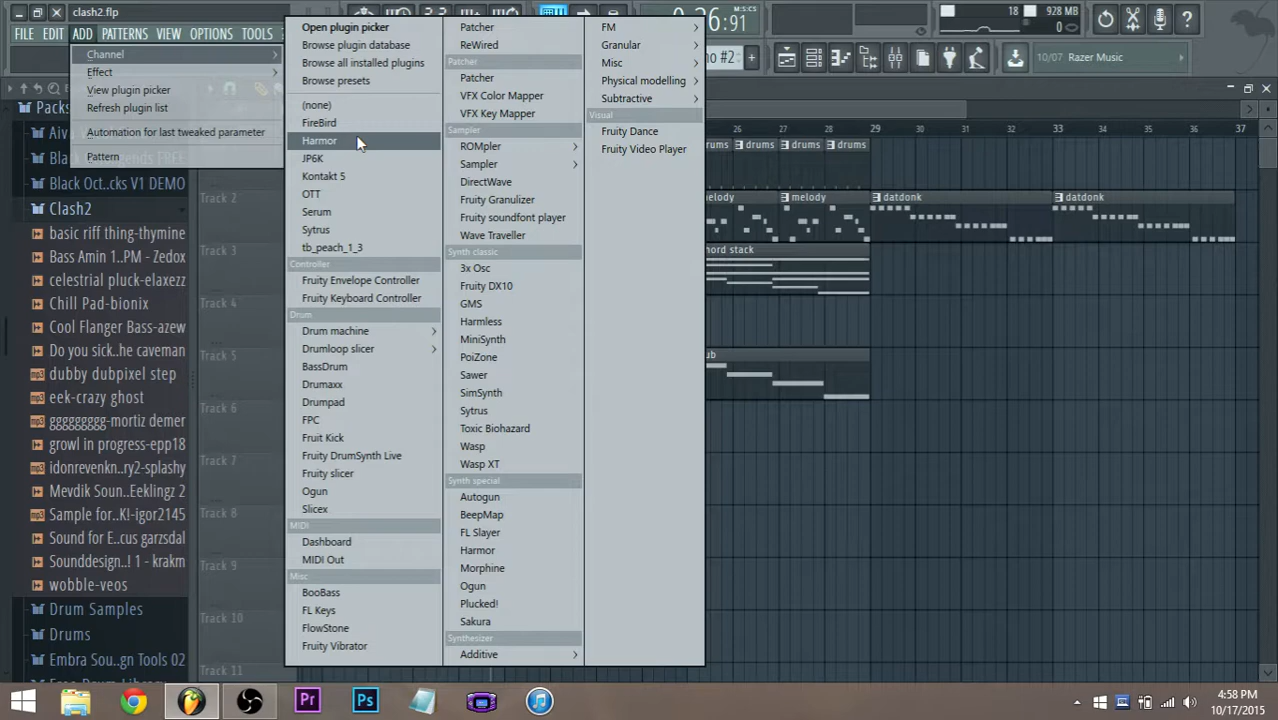 clash2.flp
FILE EDIT ADD PATTERNS VIEW OPTIONS TOOLS
0:26:91
18
928 MB
#2
10/07 Razer Music
Channel
Effect
View plugin picker
Refresh plugin list
Automation for last tweaked parameter
Pattern
Packs
Black Oct...cks V1 DEMO
Clash2
basic riff thing-thymine
Bass Amin 1..PM - Zedox
celestrial pluck-elaxezz
Chill Pad-bionix
Cool Flanger Bass-azew
Do you sick..he caveman
dubby dubpixel step
eek-crazy ghost
ggggggggg-mortiz demer
growl in progress-epp18
idonrevenkn...ry2-splashy
Mevdik Soun..Eeklingz 2
Sample for..K!-igor2145
Sound for E..cus garzsdal
Sounddesign..! 1 - krakm
wobble-veos
Drum Samples
Drums
Embra Sou...gn Tools 02
Open plugin picker
Browse plugin database
Browse all installed plugins
Browse presets
(none)
FireBird
Harmor
JP6K
Kontakt 5
OTT
Serum
Sytrus
tb_peach_1_3
Controller
Fruity Envelope Controller
Fruity Keyboard Controller
Drum
Drum machine
Drumloop slicer
BassDrum
Drumaxx
Drumpad
FPC
Fruit Kick
Fruity DrumSynth Live
Fruity slicer
Ogun
Slicex
MIDI
Dashboard
MIDI Out
Misc
BooBass
FL Keys
FlowStone
Fruity Vibrator
Patcher
ReWired
Patcher
Patcher
VFX Color Mapper
VFX Key Mapper
Sampler
ROMpler
Sampler
DirectWave
Fruity Granulizer
Fruity soundfont player
Wave Traveller
Synth classic
3x Osc
Fruity DX10
GMS
Harmless
MiniSynth
PoiZone
Sawer
SimSynth
Sytrus
Toxic Biohazard
Wasp
Wasp XT
Synth special
Autogun
BeepMap
FL Slayer
Harmor
Morphine
Ogun
Plucked!
Sakura
Synthesizer
Additive
FM
Granular
Misc
Physical modelling
Subtractive
Visual
Fruity Dance
Fruity Video Player
26 27 28 29 30 31 32 33 34 35 36 37
drums drums
melody melody datdonk datdonk
hord stack
ub
Track 2
Track 3
Track 4
Track 5
Track 6
Track 7
Track 8
Track 9
Track 10
Track 11
Pr
Ps
4:58 PM
10/17/2015